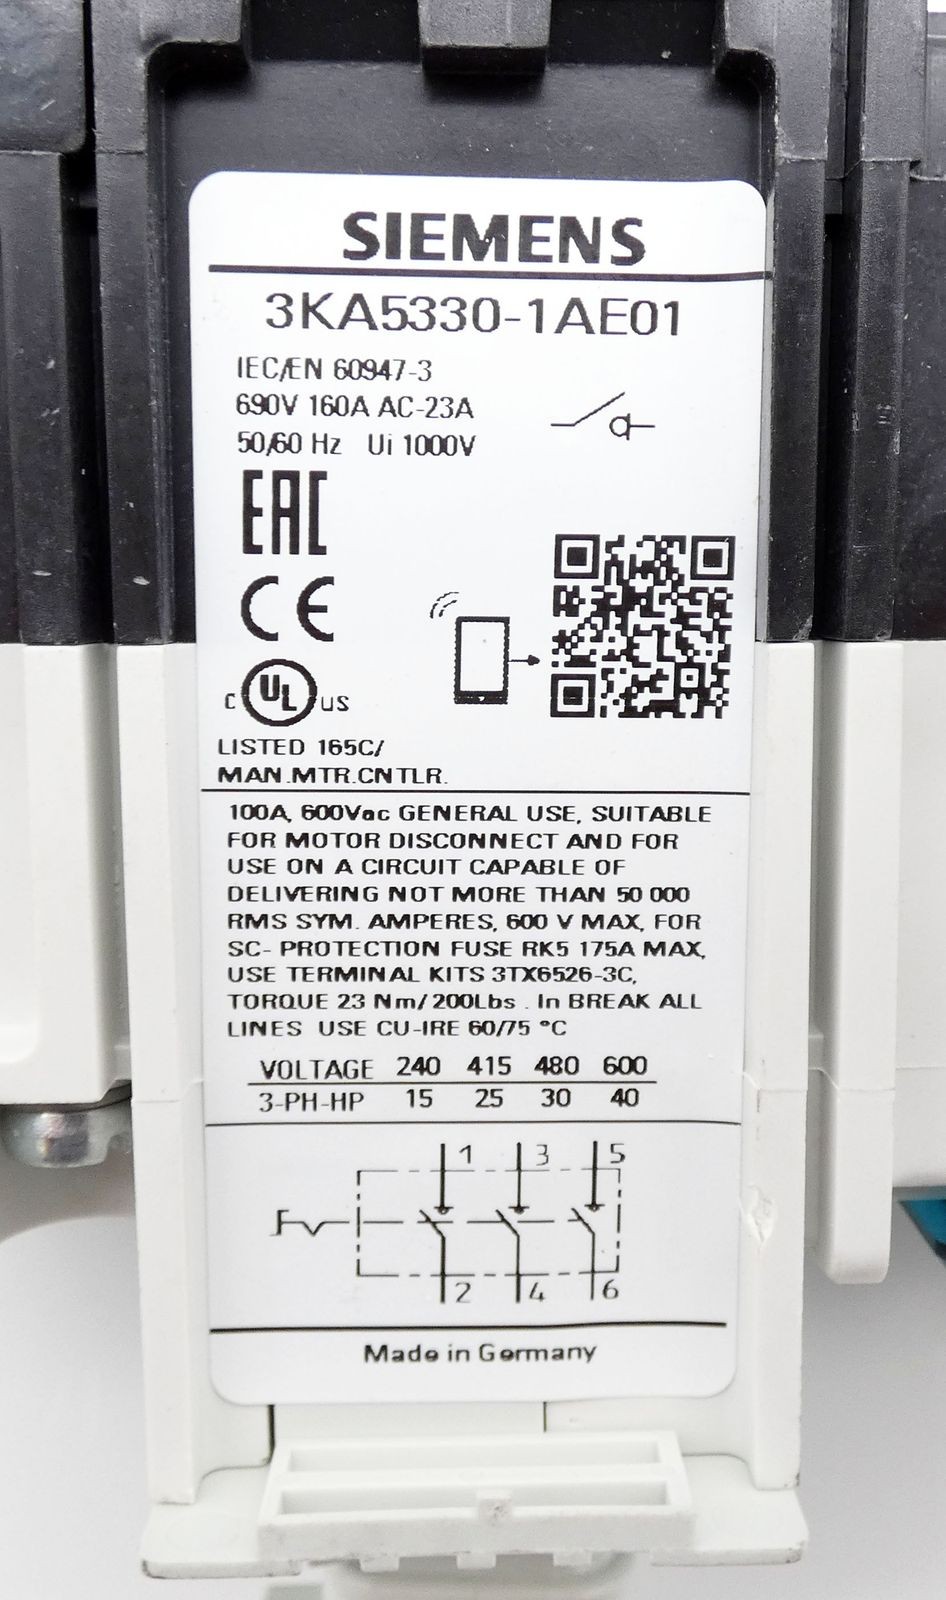 SIEMENS
3KA5330-1AE01
IEC/EN 60947-3
690V 160A AC-23A
50/60 Hz Ui 1000V
EAC
CE
C UL US
LISTED 165C/
MAN.MTR.CNTLR.
100A, 600Vac GENERAL USE, SUITABLE
FOR MOTOR DISCONNECT AND FOR
USE ON A CIRCUIT CAPABLE OF
DELIVERING NOT MORE THAN 50 000
RMS SYM. AMPERES, 600 V MAX, FOR
SC- PROTECTION FUSE RK5 175A MAX,
USE TERMINAL KITS 3TX6526-3C,
TORQUE 23 Nm/200Lbs . In BREAK ALL
LINES USE CU-IRE 60/75 °C
VOLTAGE 240 415 480 600
3-PH-HP 15 25 30 40
1 3 5
2 4 6
Made in Germany